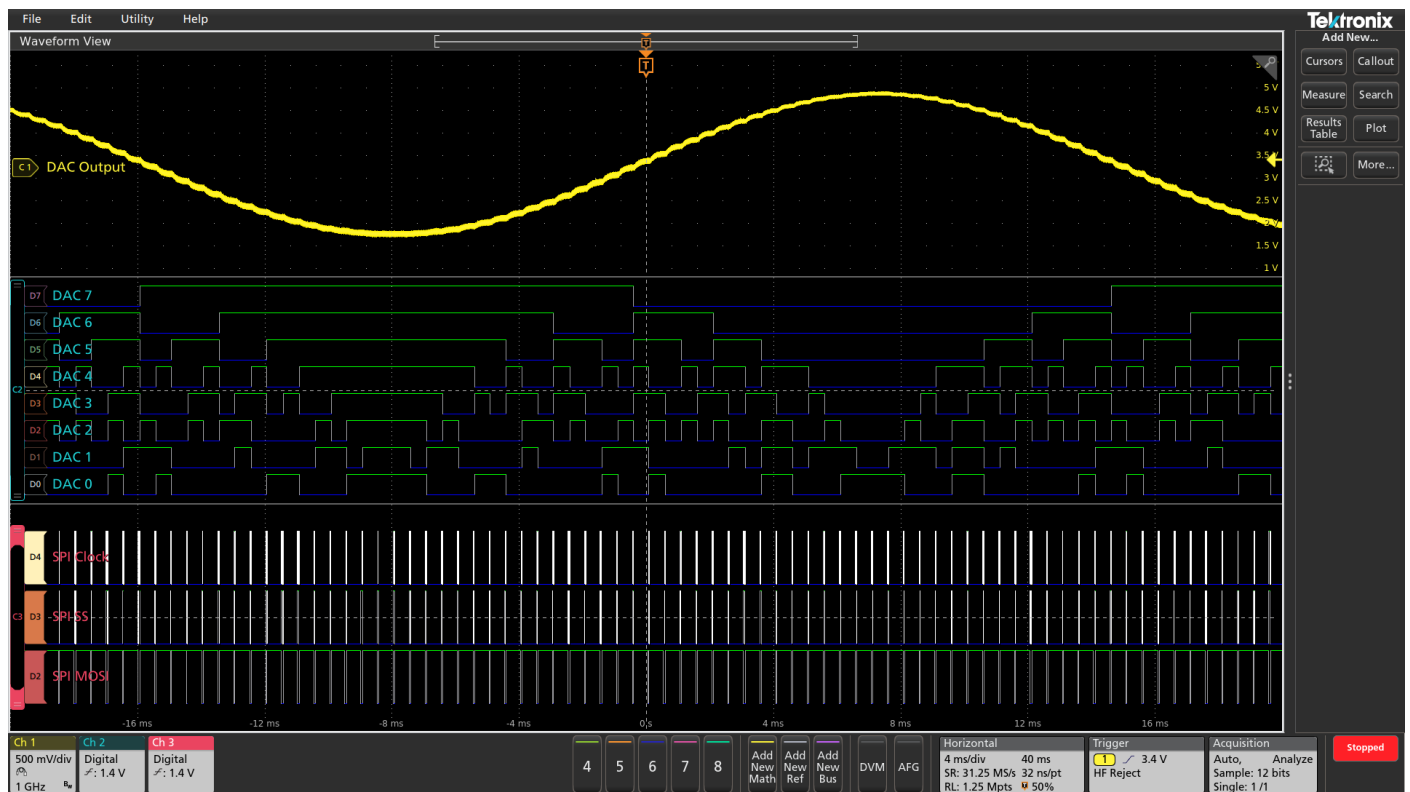 File Edit Utility Help
Tektronix
Waveform View
Add New...
Cursors Callout
Measure Search
Results Table Plot
More...
T
T
5 V
4.5 V
4 V
3.5 V
3 V
2.5 V
2 V
1.5 V
1 V
C1 DAC Output
C2
D7 DAC 7
D6 DAC 6
D5 DAC 5
D4 DAC 4
D3 DAC 3
D2 DAC 2
D1 DAC 1
D0 DAC 0
C3
D4 SPI Clock
D3 SPI SS
D2 SPI MOSI
-16 ms -12 ms -8 ms -4 ms 0 s 4 ms 8 ms 12 ms 16 ms
Ch 1
500 mV/div
1 GHz
Ch 2
Digital
: 1.4 V
Ch 3
Digital
: 1.4 V
4 5 6 7 8
Add New Math
Add New Ref
Add New Bus
DVM AFG
Horizontal
4 ms/div 40 ms
SR: 31.25 MS/s 32 ns/pt
RL: 1.25 Mpts 50%
Trigger
1 3.4 V
HF Reject
Acquisition
Auto, Analyze
Sample: 12 bits
Single: 1 /1
Stopped